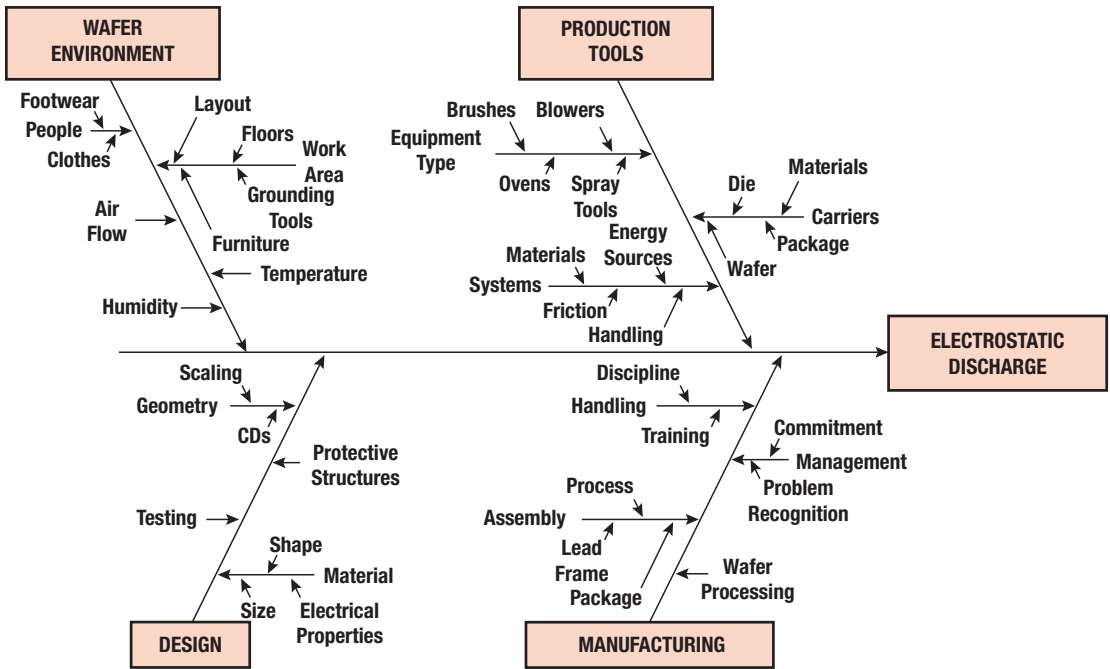 WAFER
ENVIRONMENT
PRODUCTION
TOOLS
Footwear
People
Clothes
Layout
Floors
Work
Area
Grounding
Tools
Furniture
Air
Flow
Temperature
Humidity
Brushes
Blowers
Equipment
Type
Ovens
Spray
Tools
Materials
Die
Carriers
Package
Wafer
Energy
Sources
Materials
Systems
Friction
Handling
ELECTROSTATIC
DISCHARGE
Scaling
Geometry
CDs
Protective
Structures
Testing
Shape
Material
Size
Electrical
Properties
Discipline
Handling
Training
Commitment
Management
Problem
Recognition
Process
Assembly
Lead
Frame
Package
Wafer
Processing
DESIGN
MANUFACTURING